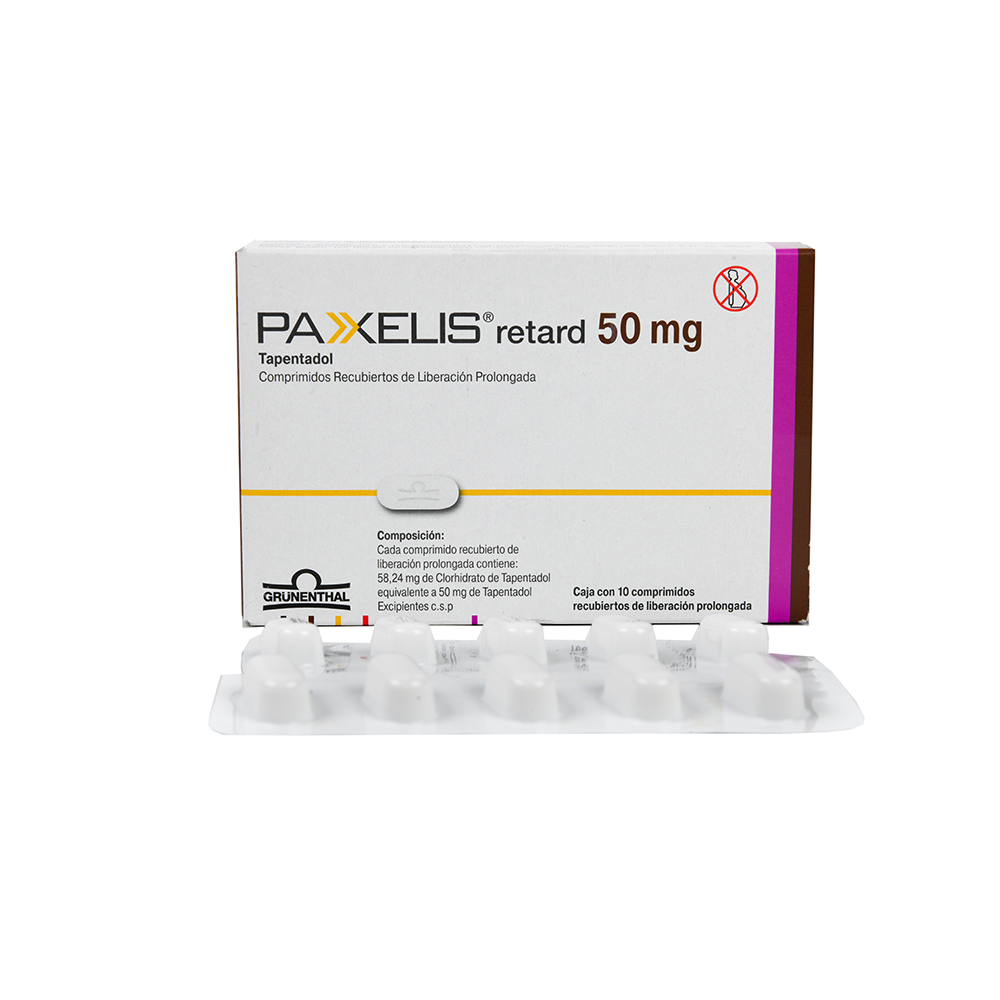 PAXXELIS® retard 50 mg
Tapentadol
Comprimidos Recubiertos de Liberación Prolongada
Composición:
Cada comprimido recubierto de
liberación prolongada contiene:
58,24 mg de Clorhidrato de Tapentadol
equivalente a 50 mg de Tapentadol
Excipientes c.s.p
GRÜNENTHAL
Caja con 10 comprimidos
recubiertos de liberación prolongada